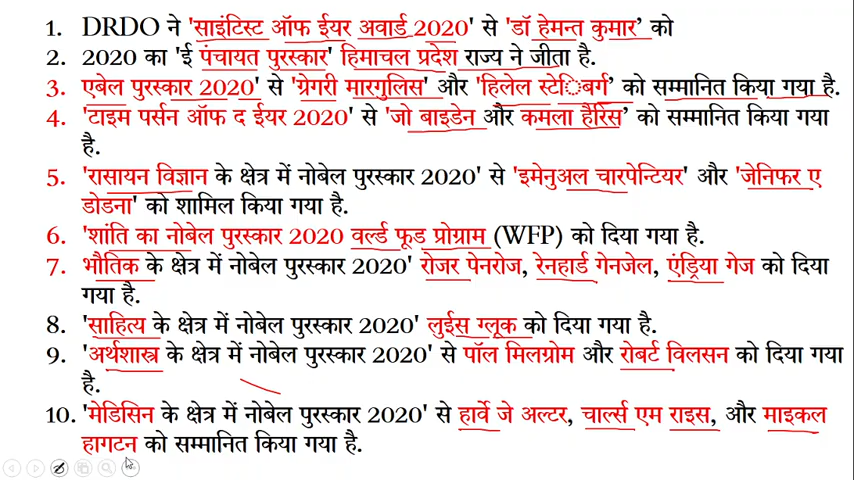 1. DRDO ने 'साइंटिस्ट ऑफ ईयर अवार्ड 2020' से 'डॉ हेमन्त कुमार' को
2. 2020 का 'ई पंचायत पुरस्कार' हिमाचल प्रदेश राज्य ने जीता है.
3. एबेल पुरस्कार 2020' से 'ग्रेगरी मारगुलिस' और 'हिलेल स्टेिबर्ग' को सम्मानित किया गया है.
4. 'टाइम पर्सन ऑफ द ईयर 2020' से 'जो बाइडेन और कमला हैरिस' को सम्मानित किया गया
है.
5. 'रासायन विज्ञान के क्षेत्र में नोबेल पुरस्कार 2020' से 'इमेनुअल चारपेन्टियर' और 'जेनिफर ए
डोडना' को शामिल किया गया है.
6. 'शांति का नोबेल पुरस्कार 2020 वर्ल्ड फूड प्रोग्राम (WFP) को दिया गया है.
7. भौतिक के क्षेत्र में नोबेल पुरस्कार 2020' रोजर पेनरोज, रेनहार्ड गेनजेल, एंड्रिया गेज को दिया
गया है.
8. 'साहित्य के क्षेत्र में नोबेल पुरस्कार 2020' लुईस ग्लूक को दिया गया है.
9. 'अर्थशास्त्र के क्षेत्र में नोबेल पुरस्कार 2020' से पॉल मिलग्रोम और रोबर्ट विलसन को दिया गया
है.
10. 'मेडिसिन के क्षेत्र में नोबेल पुरस्कार 2020' से हार्वे जे अल्टर, चार्ल्स एम राइस, और माइकल
हागटन को सम्मानित किया गया है.